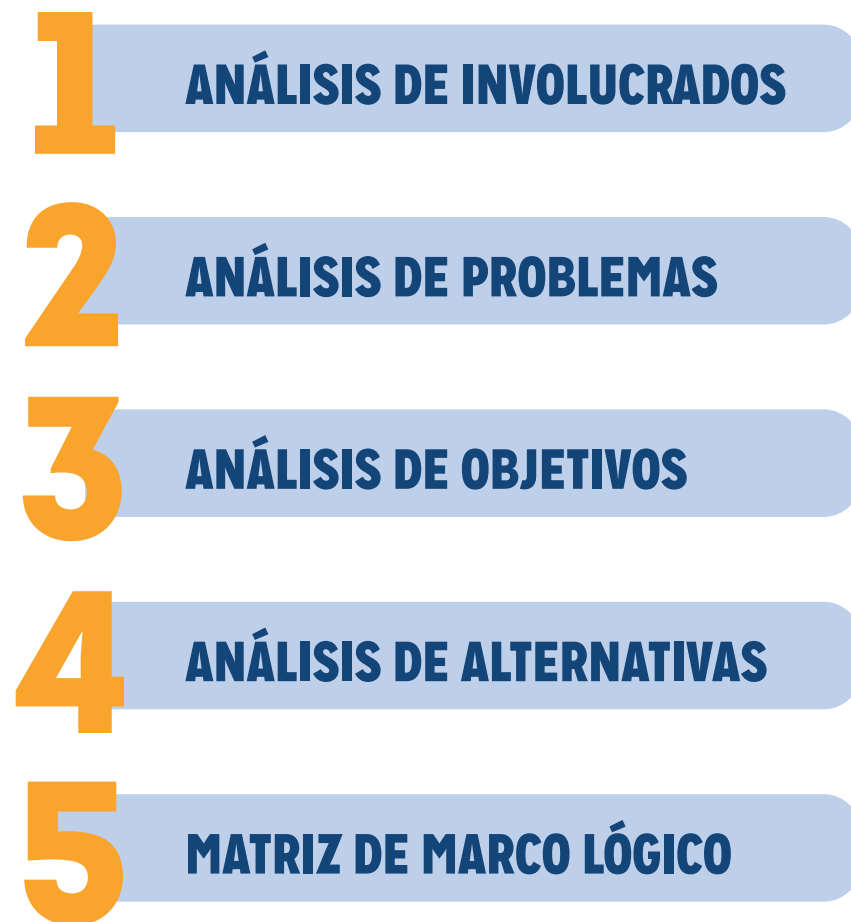 1 ANÁLISIS DE INVOLUCRADOS
2 ANÁLISIS DE PROBLEMAS
3 ANÁLISIS DE OBJETIVOS
4 ANÁLISIS DE ALTERNATIVAS
5 MATRIZ DE MARCO LÓGICO